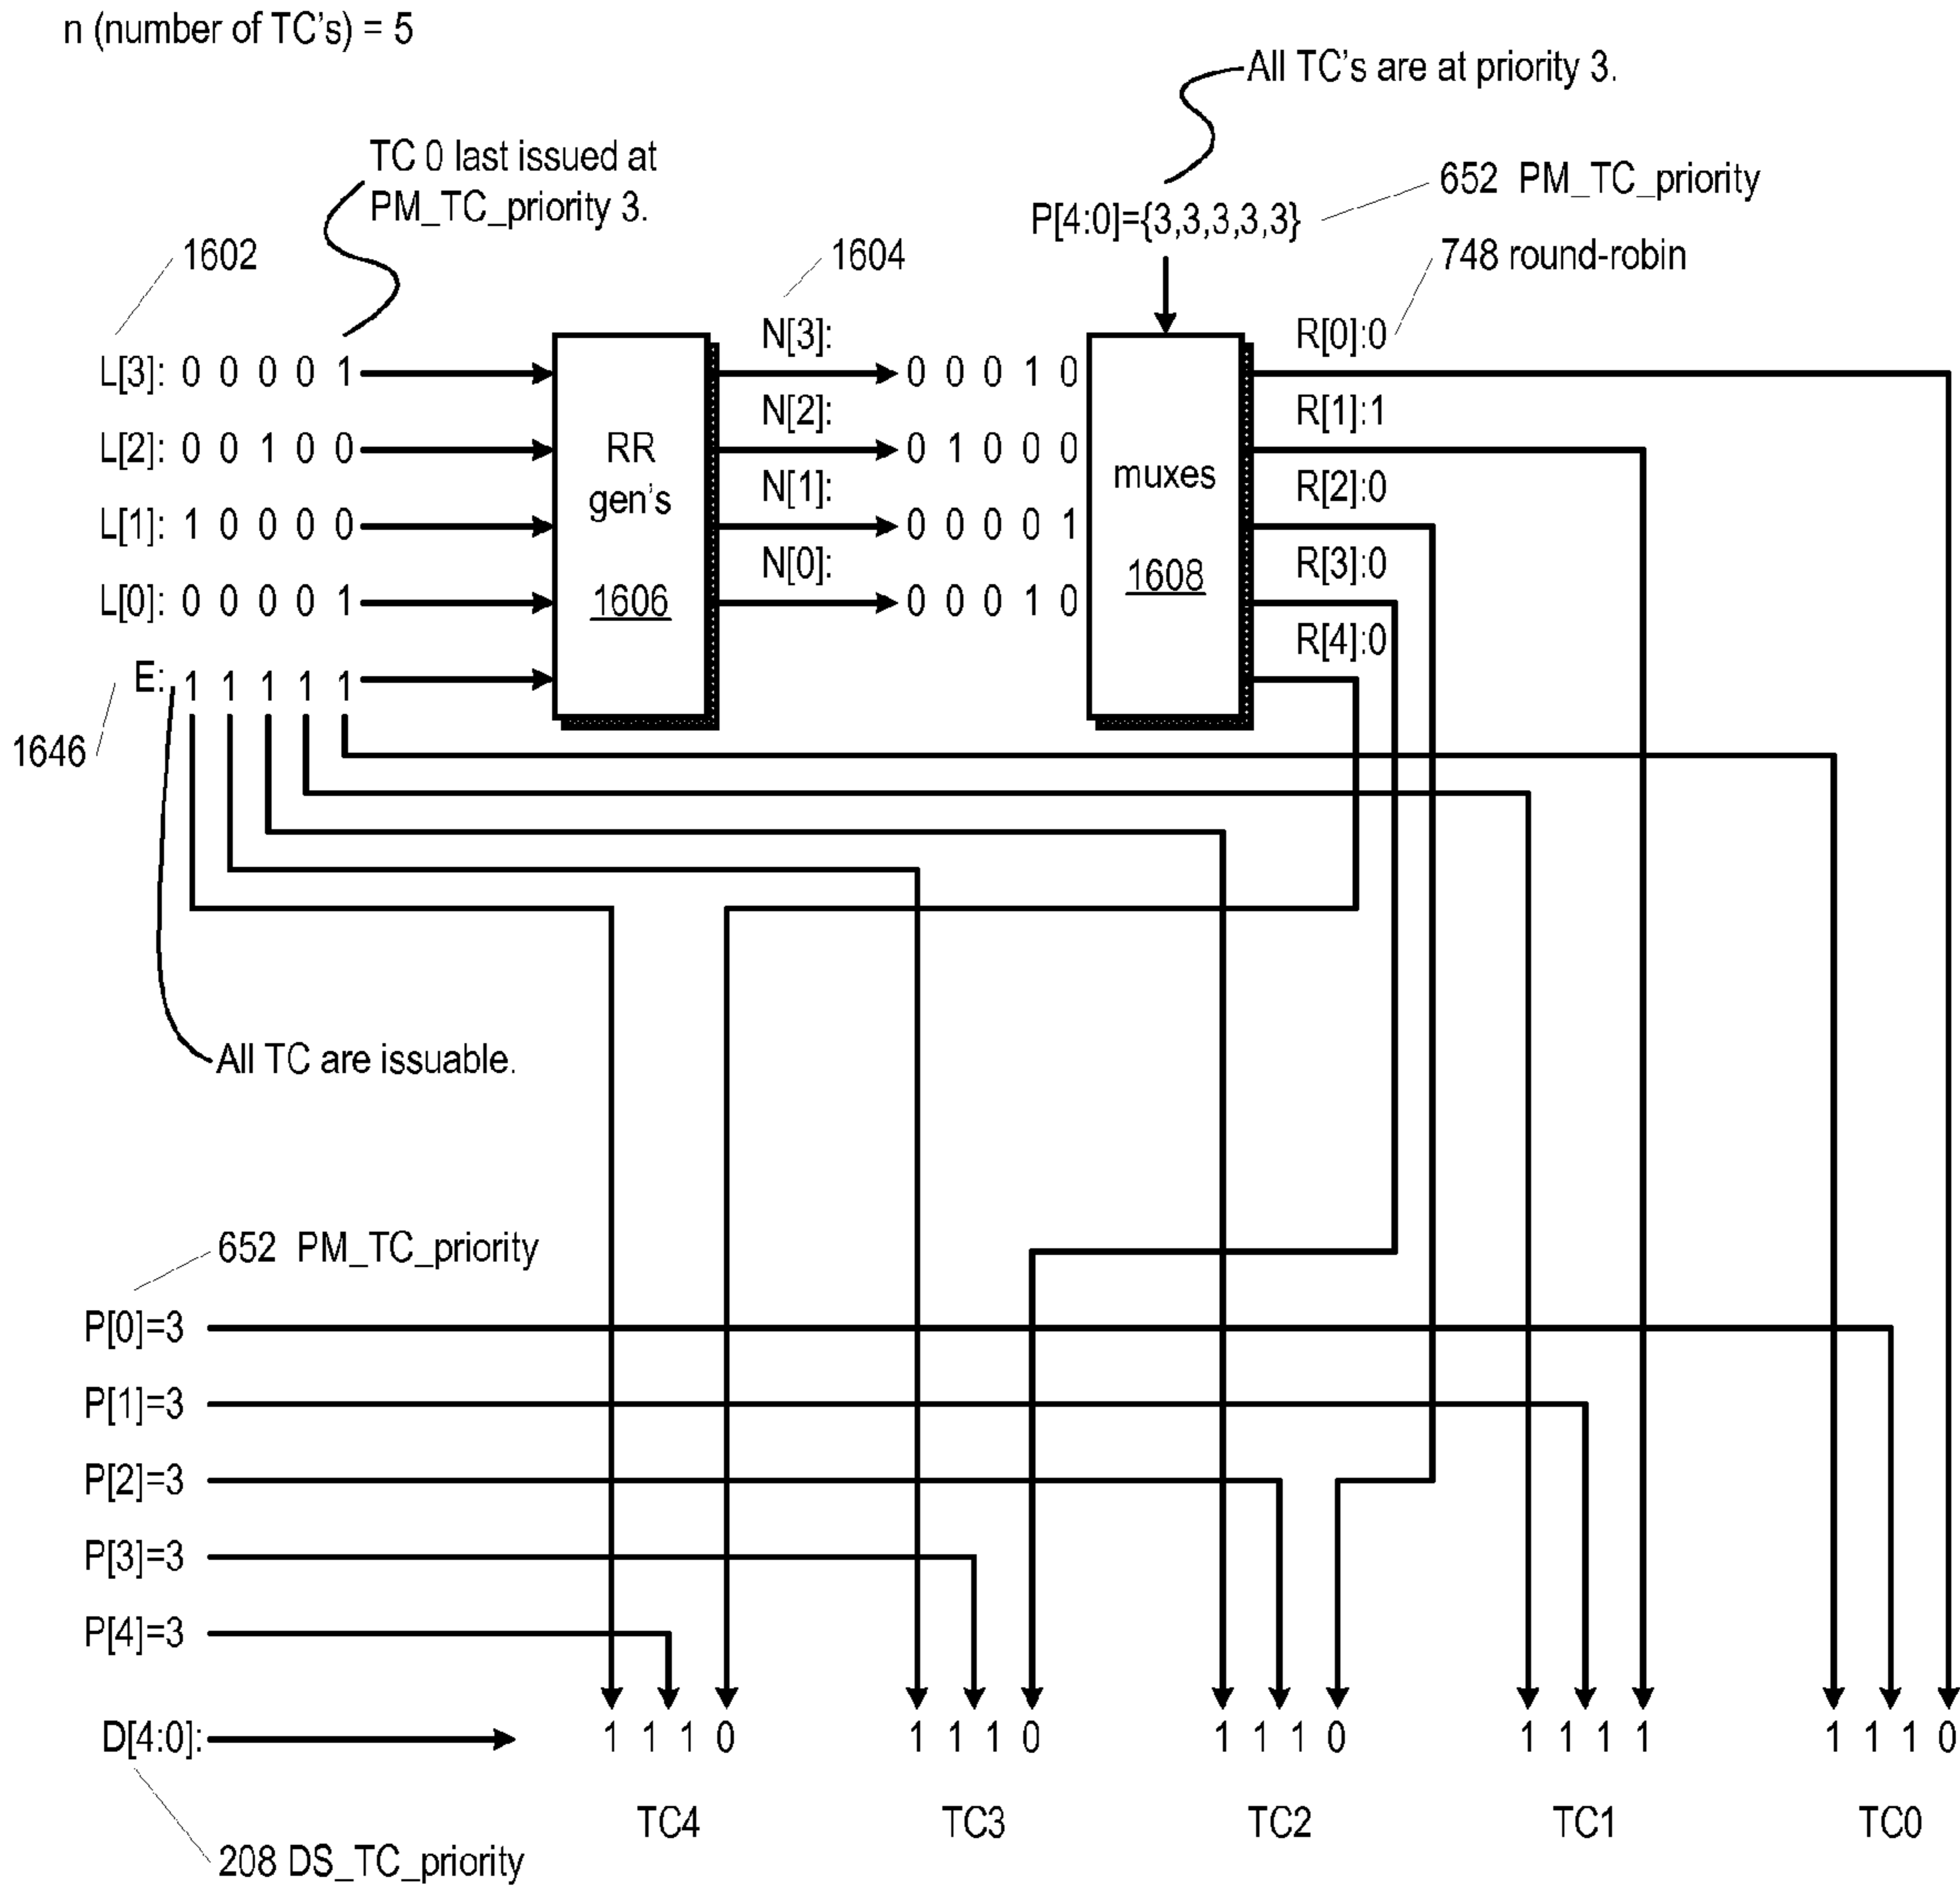 n (number of TC's) = 5
All TC's are at priority 3.
TC 0 last issued at
PM_TC_priority 3.
652 PM_TC_priority
P[4:0]={3,3,3,3,3}
1602
1604
748 round-robin
N[3]:
R[0]:0
L[3]: 0 0 0 0 1
0 0 0 1 0
N[2]:
R[1]:1
L[2]: 0 0 1 0 0
RR
0 1 0 0 0
muxes
N[1]:
R[2]:0
gen's
L[1]: 1 0 0 0 0
0 0 0 0 1
N[0]:
R[3]:0
1608
L[0]: 0 0 0 0 1
1606
0 0 0 1 0
R[4]:0
E: 1 1 1 1 1
1646
All TC are issuable.
652 PM_TC_priority
P[0]=3
P[1]=3
P[2]=3
P[3]=3
P[4]=3
D[4:0]: 1 1 1 0 1 1 1 0 1 1 1 0 1 1 1 1 1 1 1 0
TC4 TC3 TC2 TC1 TC0
208 DS_TC_priority